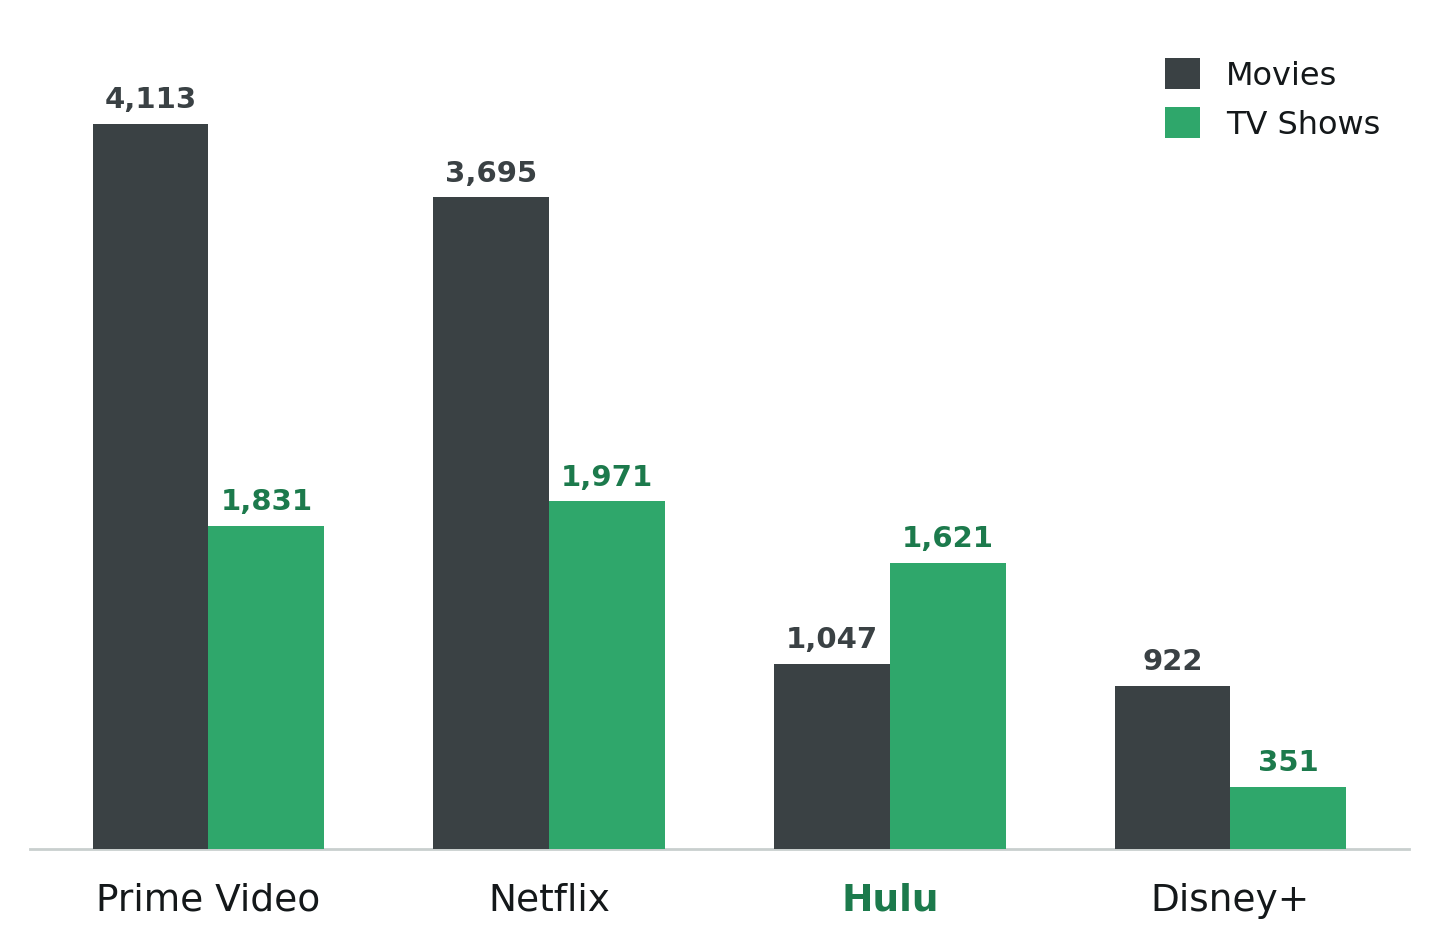 Movies
TV Shows
4,113
3,695
1,831
1,971
1,621
1,047
922
351
Prime Video
Netflix
Hulu
Disney+